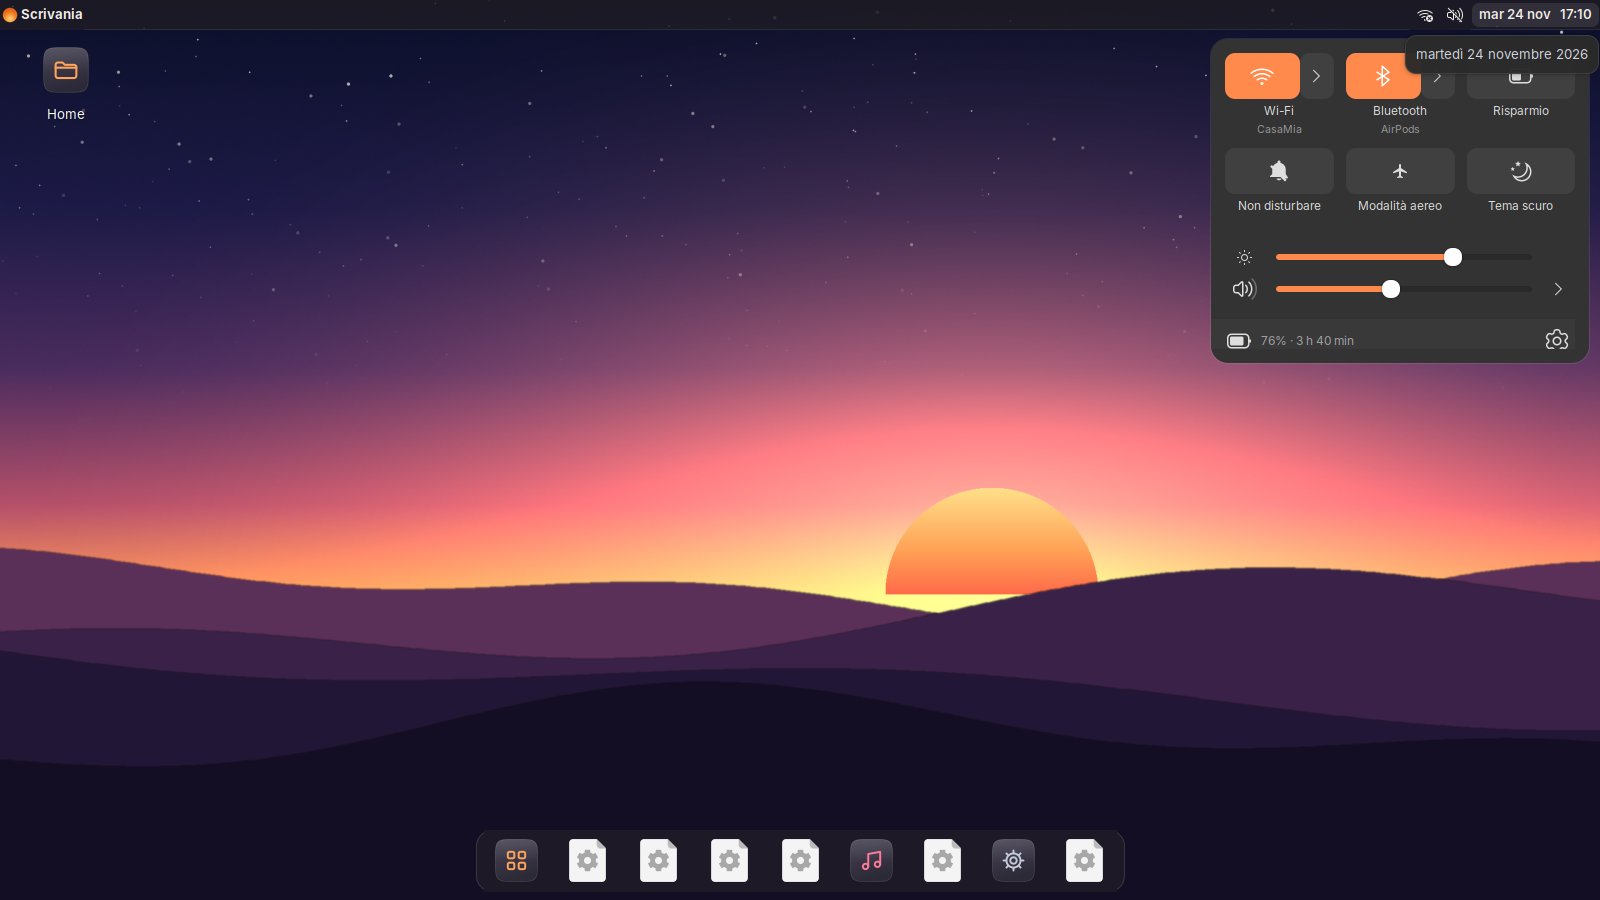 Scrivania
mar 24 nov 17:10
martedì 24 novembre 2026
Home
Wi-Fi
CasaMia
Bluetooth
AirPods
Risparmio
Non disturbare
Modalità aereo
Tema scuro
76% · 3 h 40 min